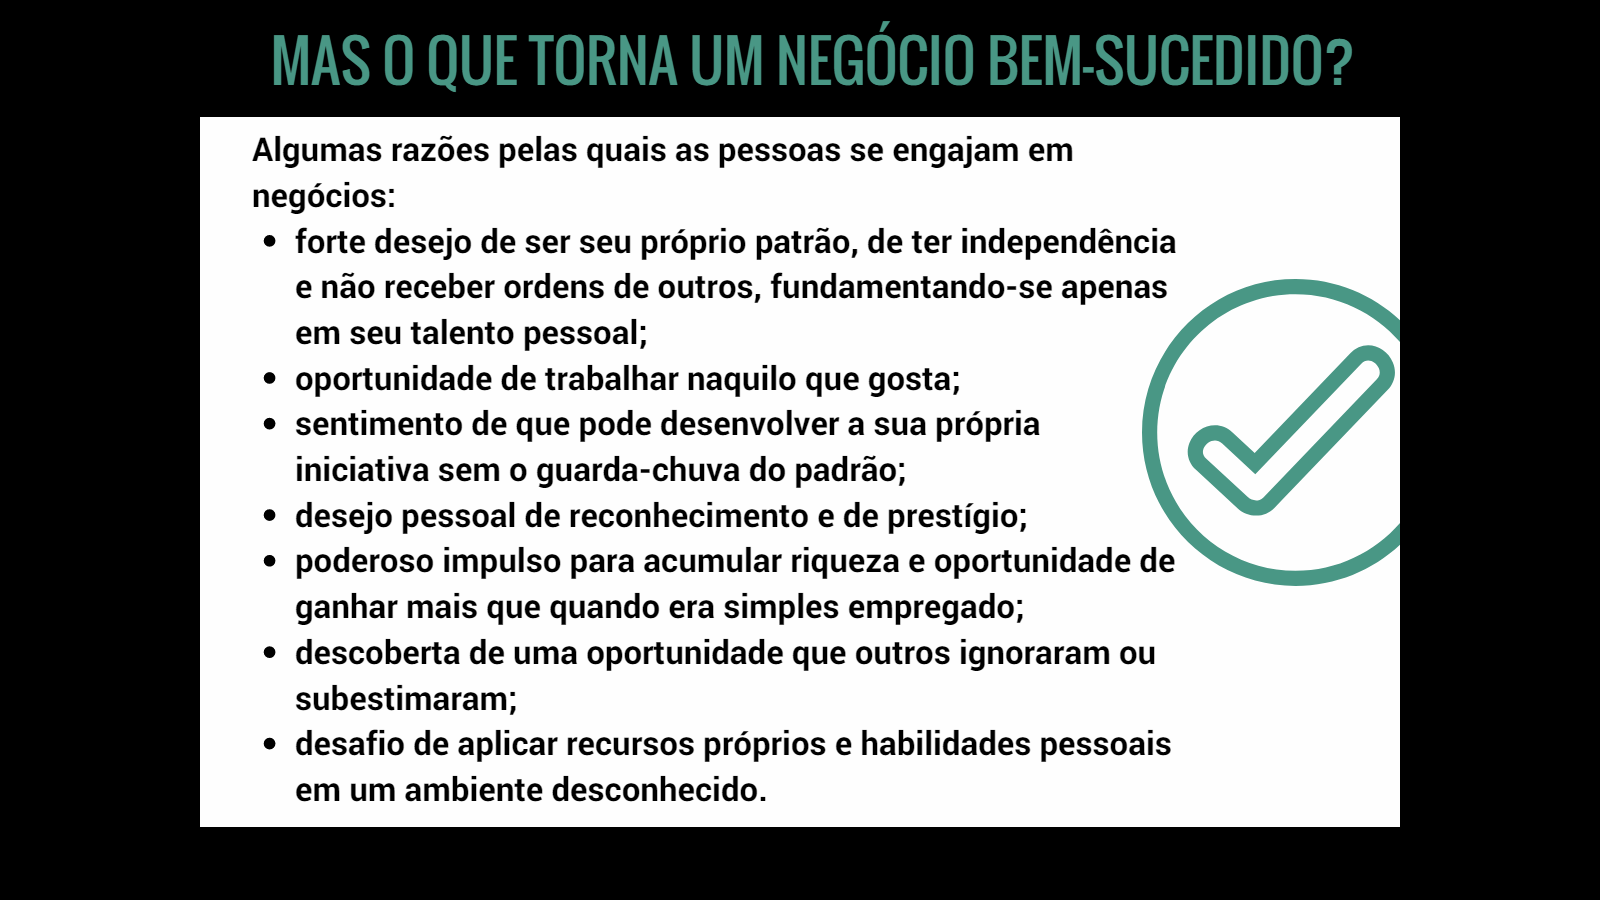 MAS O QUE TORNA UM NEGÓCIO BEM-SUCEDIDO?
Algumas razões pelas quais as pessoas se engajam em
negócios:
• forte desejo de ser seu próprio patrão, de ter independência
e não receber ordens de outros, fundamentando-se apenas
em seu talento pessoal;
• oportunidade de trabalhar naquilo que gosta;
• sentimento de que pode desenvolver a sua própria
iniciativa sem o guarda-chuva do padrão;
• desejo pessoal de reconhecimento e de prestígio;
• poderoso impulso para acumular riqueza e oportunidade de
ganhar mais que quando era simples empregado;
• descoberta de uma oportunidade que outros ignoraram ou
subestimaram;
• desafio de aplicar recursos próprios e habilidades pessoais
em um ambiente desconhecido.